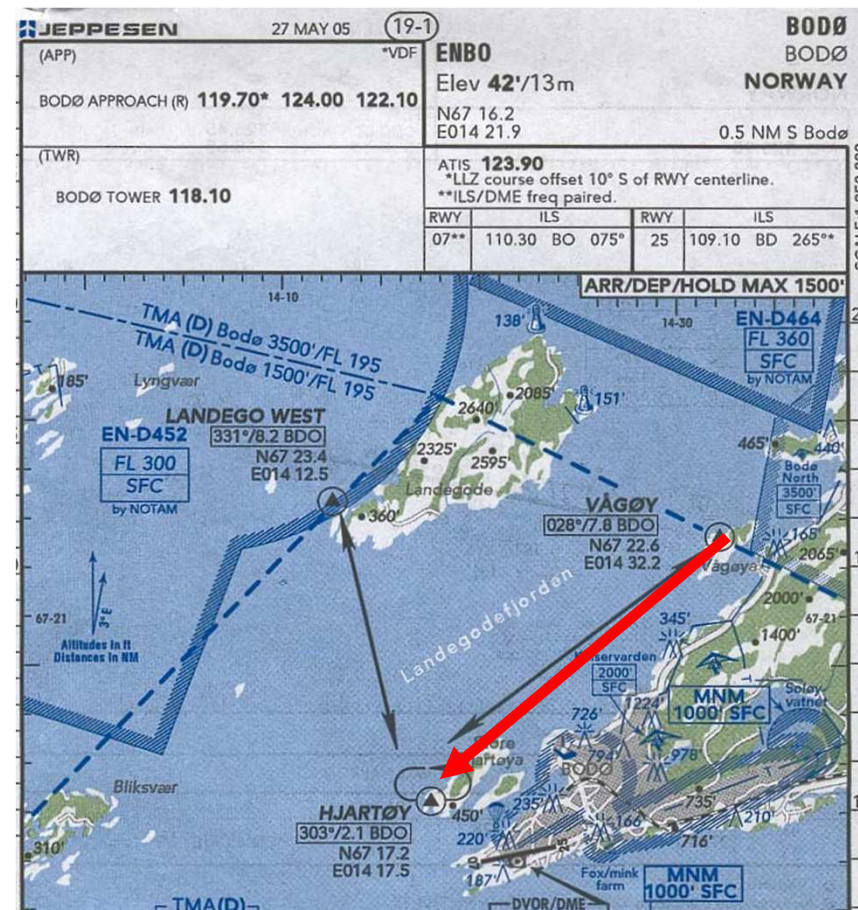 JEPPESEN 27 MAY 05 19-1 BODØ
(APP) *VDF
BODØ APPROACH (R) 119.70* 124.00 122.10
ENBO BODØ
Elev 42'/13m NORWAY
N67 16.2
E014 21.9 0.5 NM S Bodø
(TWR)
BODØ TOWER 118.10
ATIS 123.90
*LLZ course offset 10° S of RWY centerline.
**ILS/DME freq paired.
RWY ILS RWY ILS
07** 110.30 BO 075° 25 109.10 BD 265°*
ARR/DEP/HOLD MAX 1500'
14-10
14-30
TMA (D) Bodø 3500'/FL 195
TMA (D) Bodø 1500'/FL 195
138'
EN-D464
FL 360
SFC
by NOTAM
185'
Lyngvær
2085'
151'
2640'
LANDEGO WEST
331°/8.2 BDO
N67 23.4
E014 12.5
EN-D452
FL 300
SFC
by NOTAM
2325'
2595'
Landegode
360'
465'
440'
Bodø
North
3500'
SFC
VÅGØY
028°/7.8 BDO
N67 22.6
E014 32.2
165'
2065'
Vågøya
2000'
67-21
67-21
3°E
Altitudes in ft
Distances in NM
Landegodefjorden
345'
1400'
2000'
SFC
MNM
1000' SFC
Soløy-
vatnet
1224'
726'
794'
978'
BODØ
Bliksvær
310'
HJARTØY
303°/2.1 BDO
N67 17.2
E014 17.5
450'
235'
220'
187'
07
25
166'
735'
716'
210'
Fox/mink
farm
MNM
1000' SFC
TMA(D)
DVOR/DME